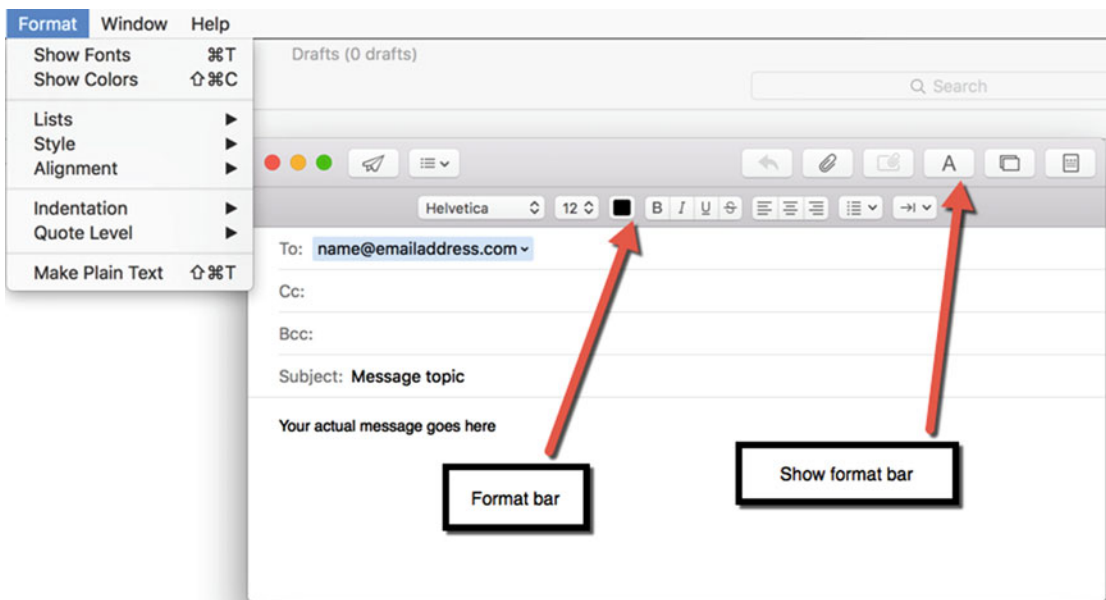 Format Window Help
Show Fonts ⌘T
Show Colors ⇧⌘C
Lists ▶
Style ▶
Alignment ▶
Indentation ▶
Quote Level ▶
Make Plain Text ⇧⌘T
Drafts (0 drafts)
Search
A
Helvetica 12 B I U S
To: name@emailaddress.com
Cc:
Bcc:
Subject: Message topic
Your actual message goes here
Format bar
Show format bar